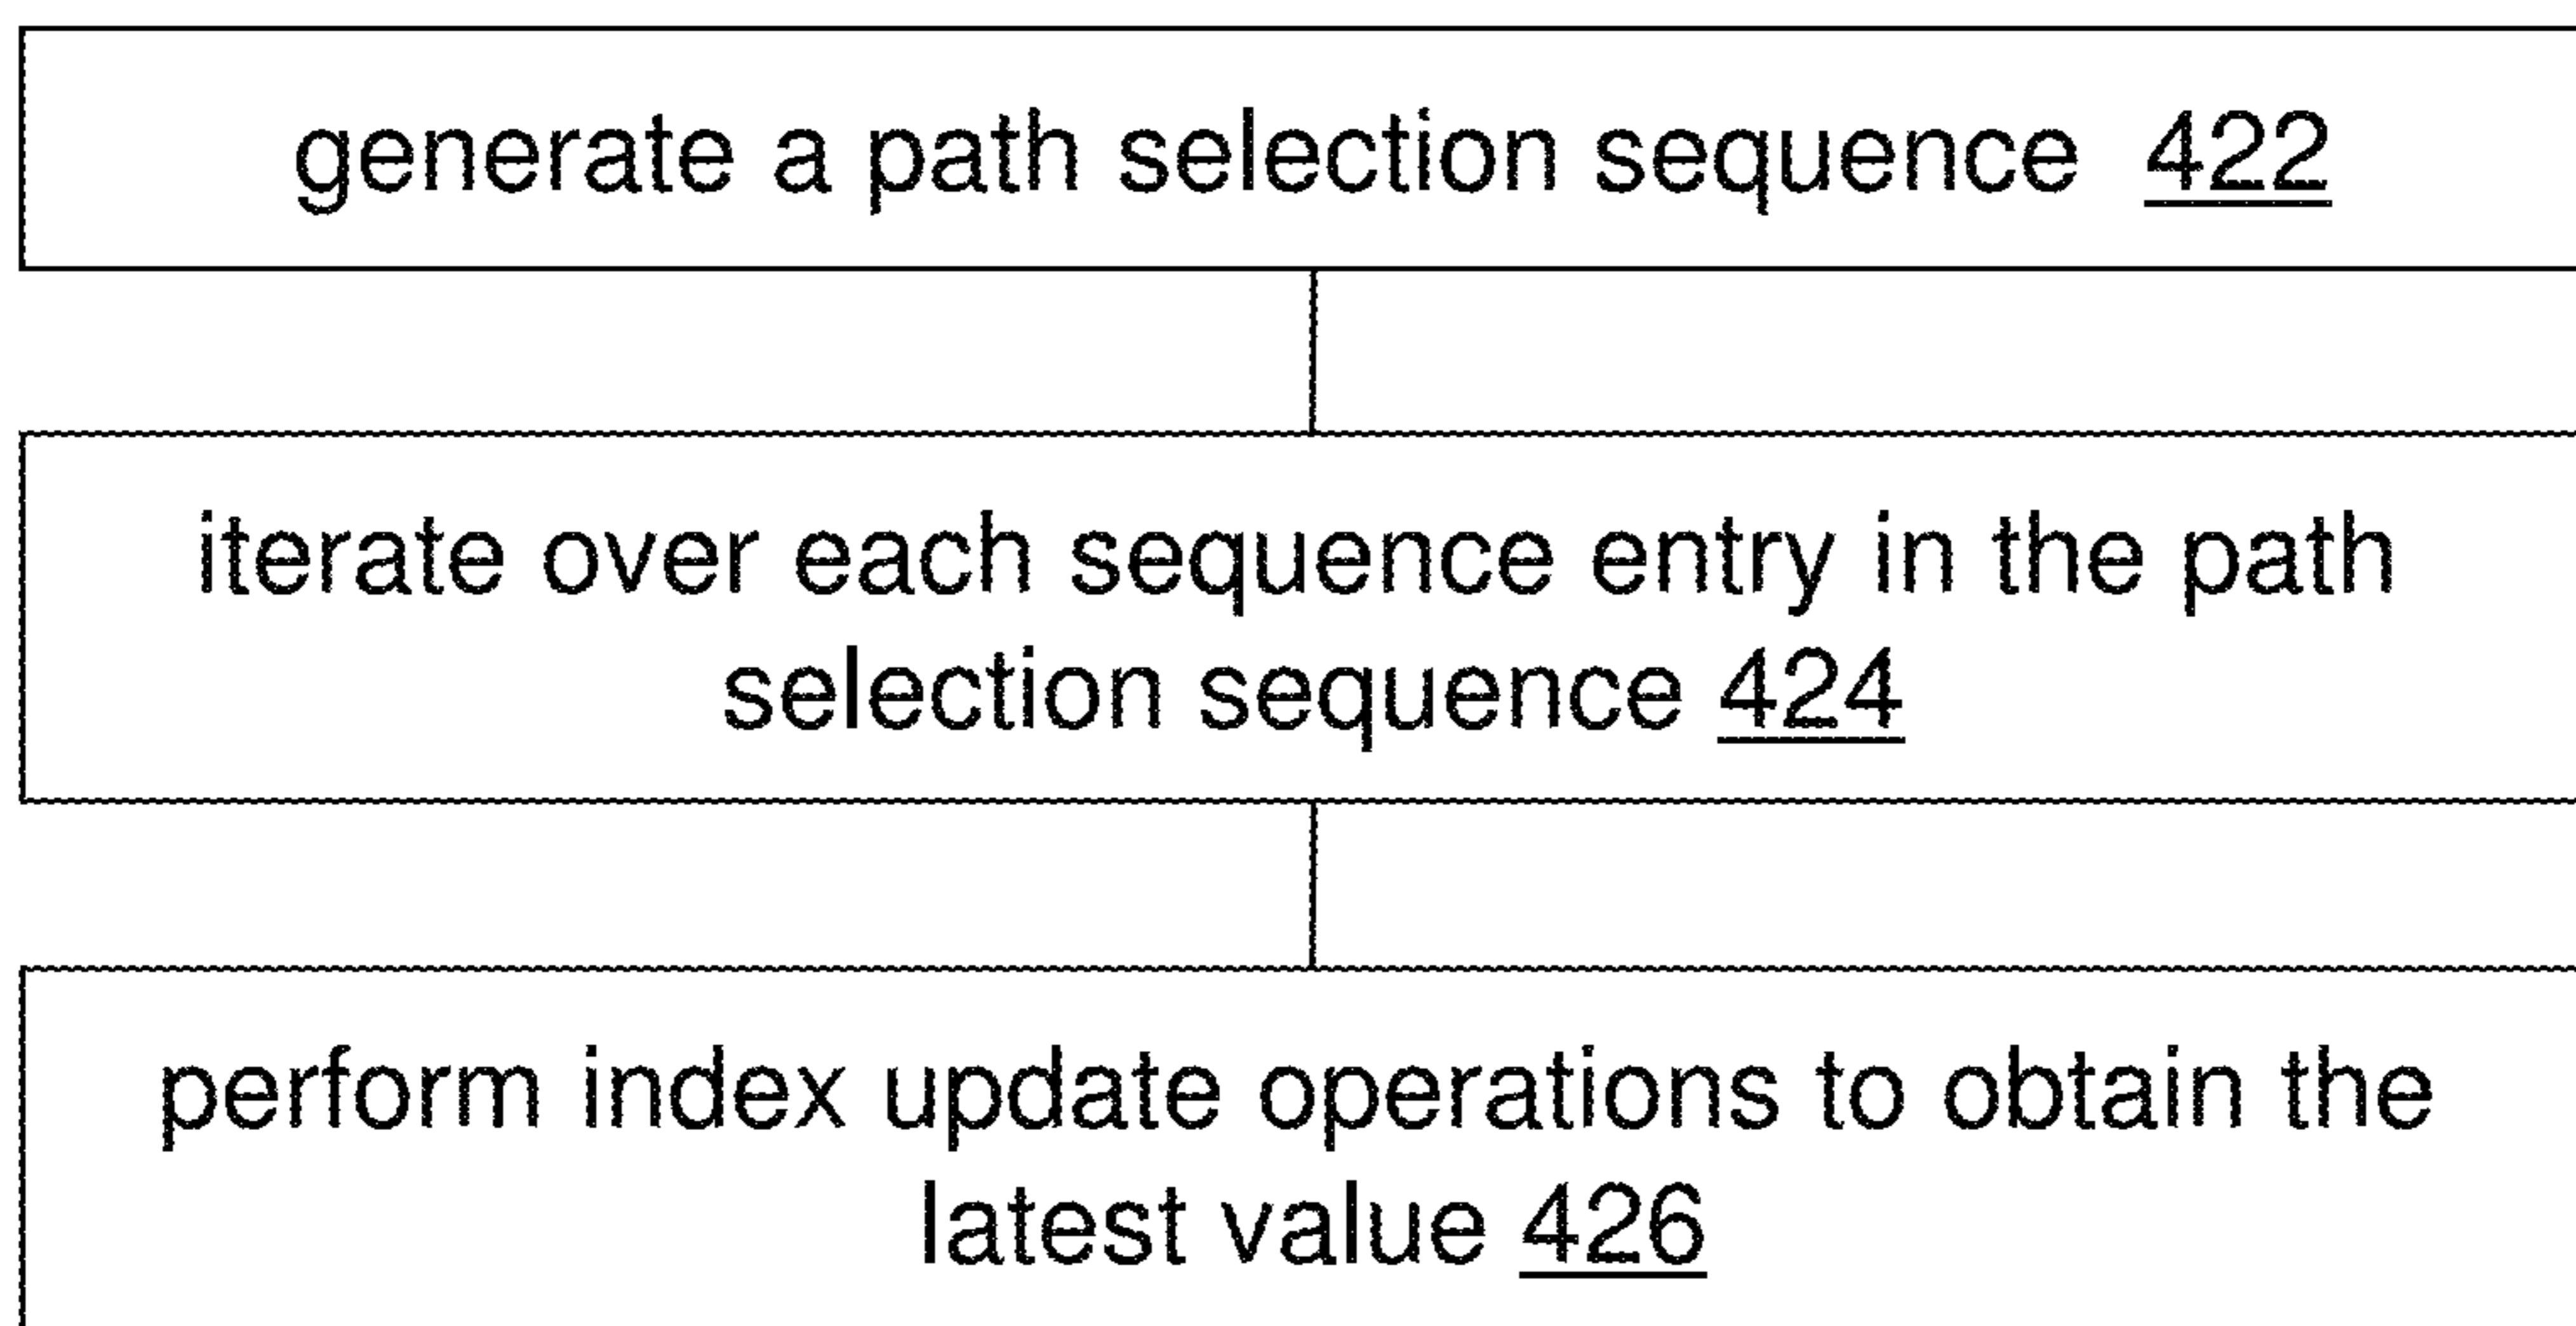 generate a path selection sequence 422
iterate over each sequence entry in the path
selection sequence 424
perform index update operations to obtain the
latest value 426